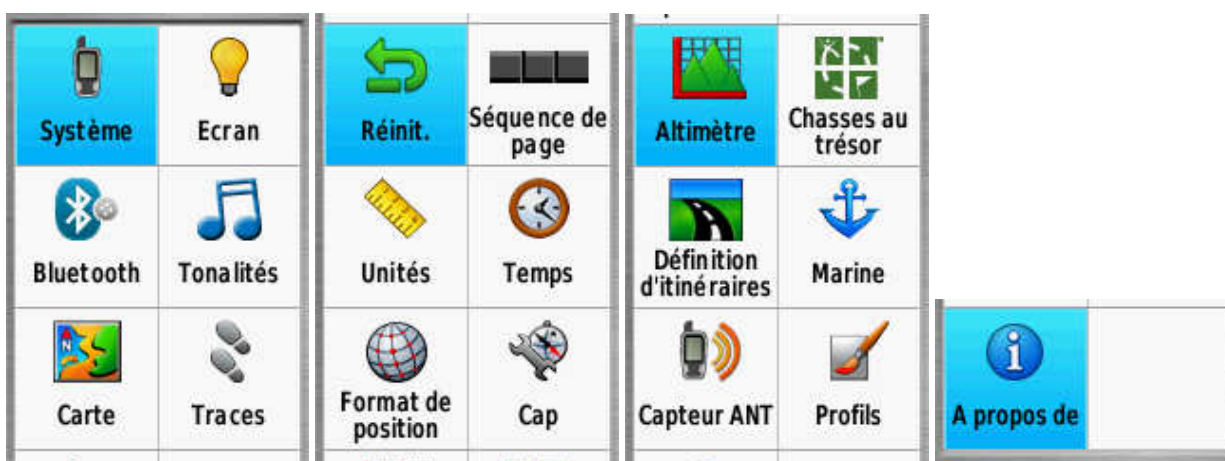 Système
Ecran
Bluetooth
Tonalités
N
Carte
Traces
Réinit.
Séquence de
page
Unités
Temps
Format de
position
Cap
Altimètre
Chasses au
trésor
Définition
d'itinéraires
Marine
Capteur ANT
Profils
A propos de